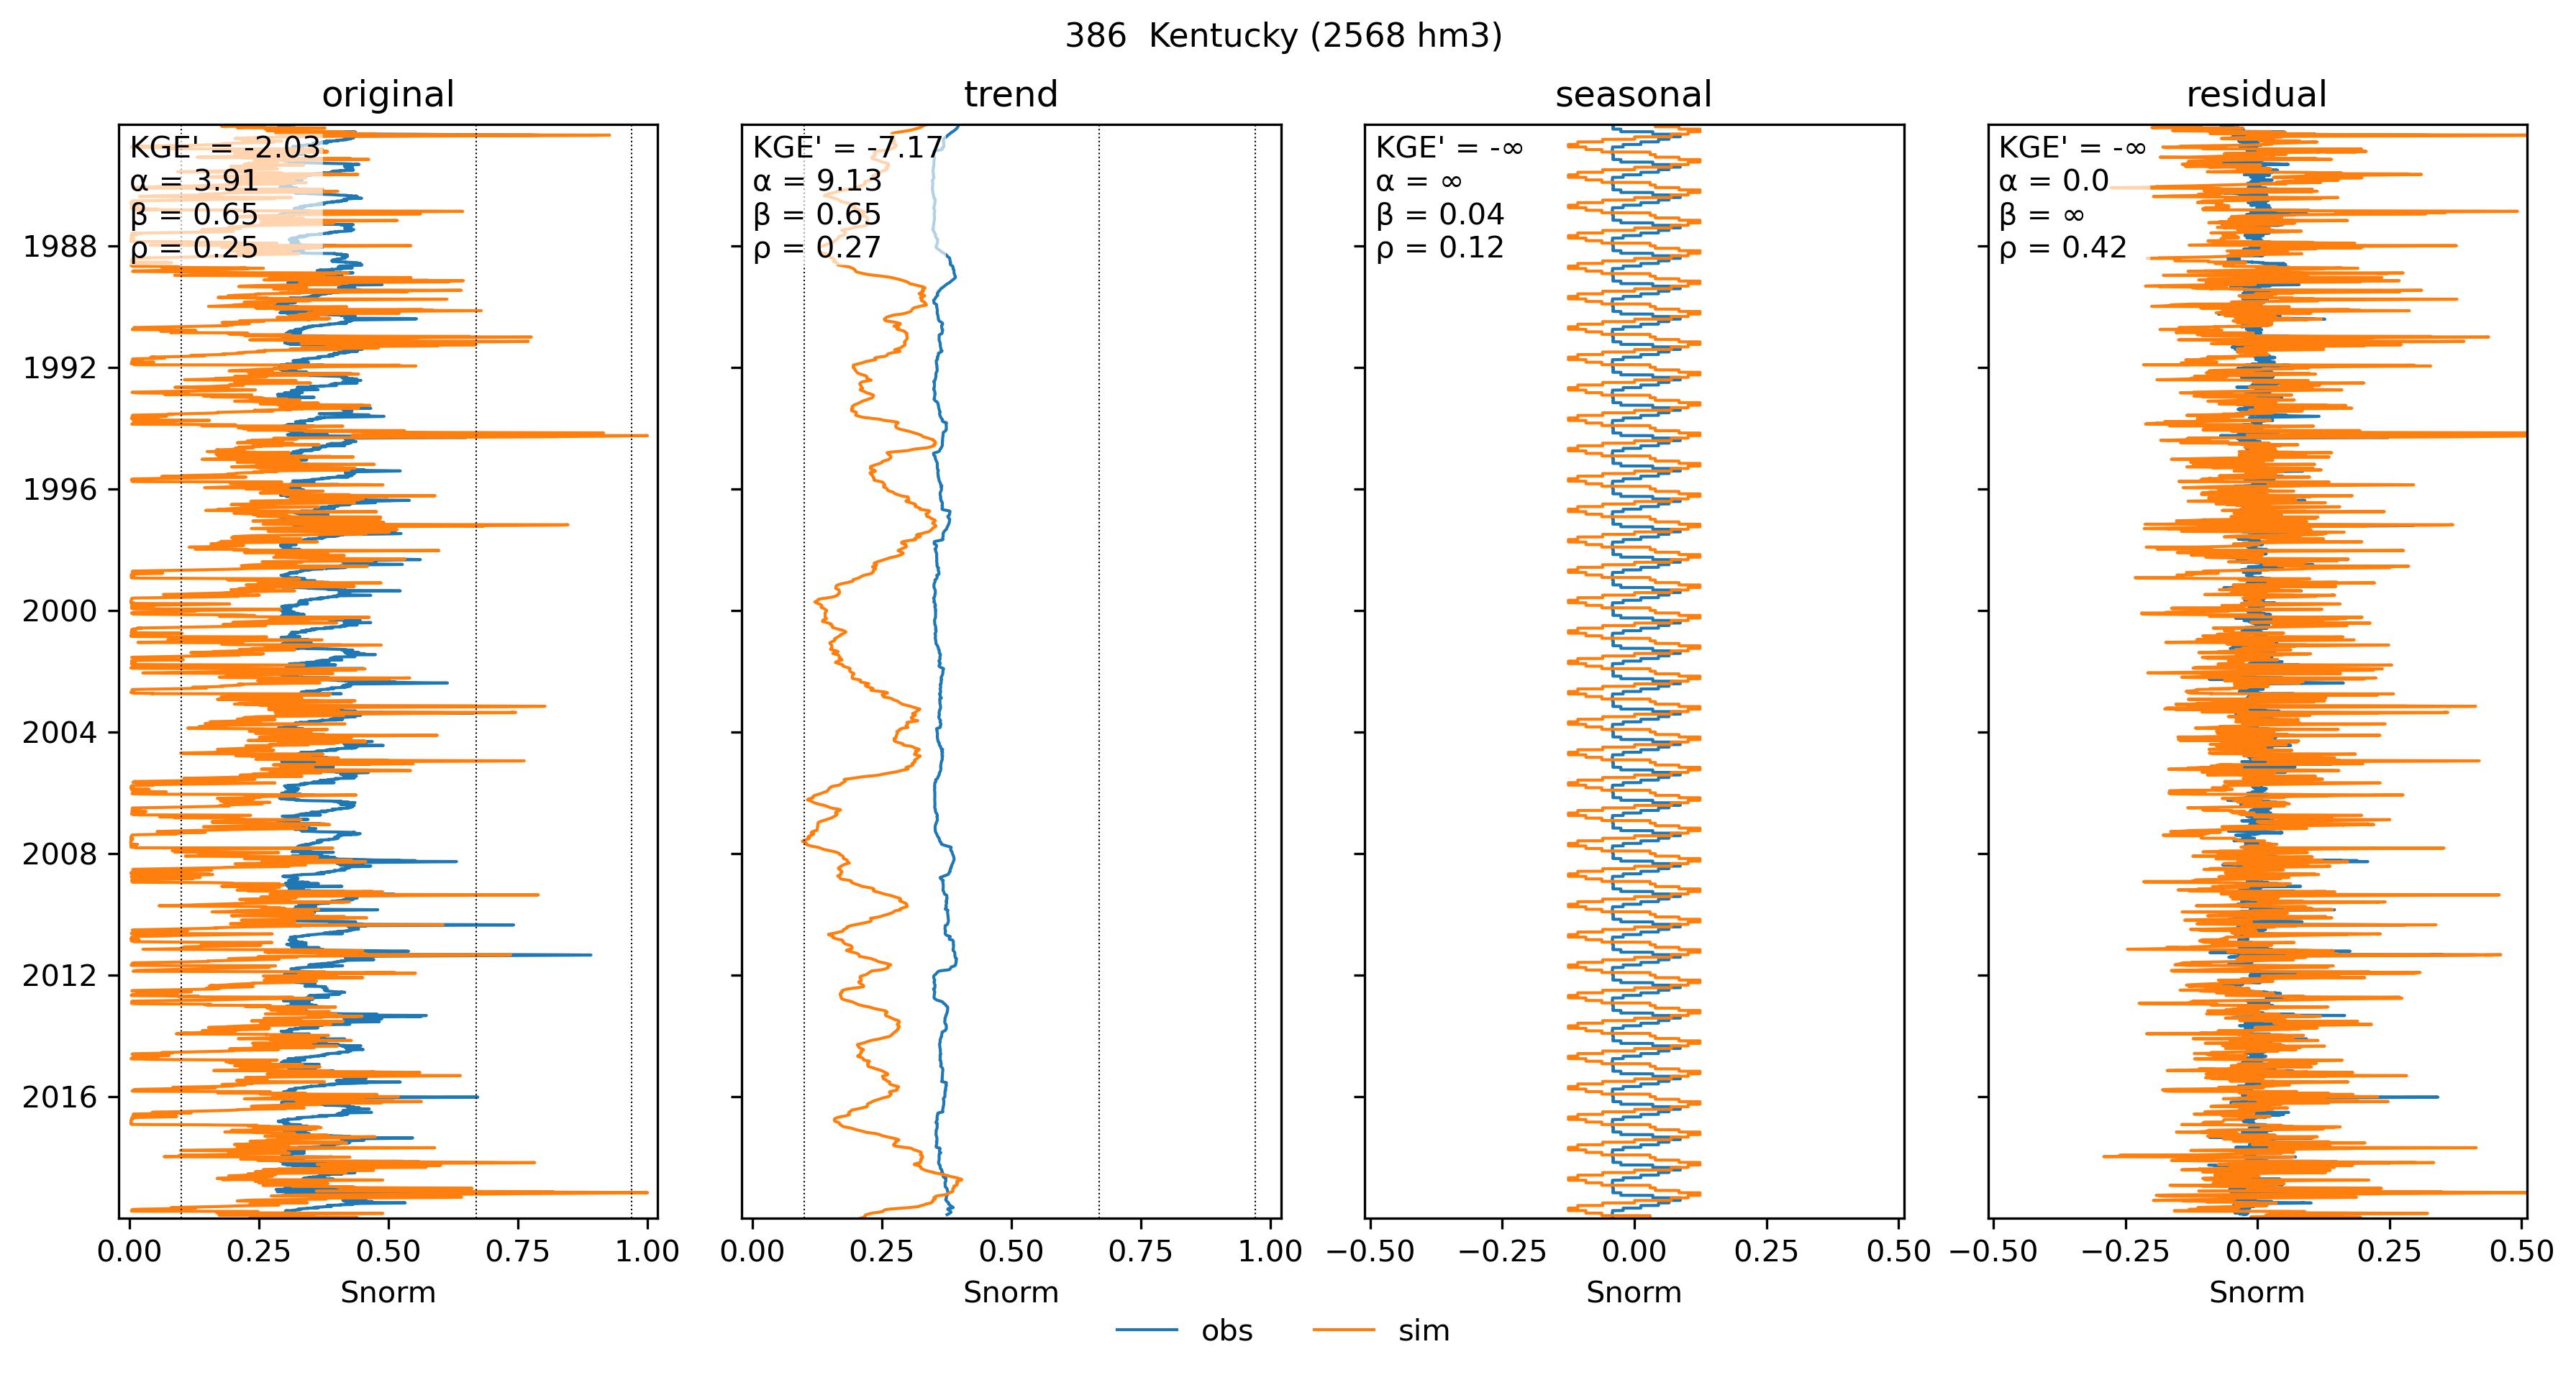 386  Kentucky (2568 hm3)
original
trend
seasonal
residual
KGE' = -2.03
α = 3.91
β = 0.65
ρ = 0.25
KGE' = -7.17
α = 9.13
β = 0.65
ρ = 0.27
KGE' = -∞
α = ∞
β = 0.04
ρ = 0.12
KGE' = -∞
α = 0.0
β = ∞
ρ = 0.42
1988
1992
1996
2000
2004
2008
2012
2016
0.00 0.25 0.50 0.75 1.00
0.00 0.25 0.50 0.75 1.00
−0.50 −0.25 0.00 0.25 0.50
−0.50 −0.25 0.00 0.25 0.50
Snorm
Snorm
Snorm
Snorm
obs
sim